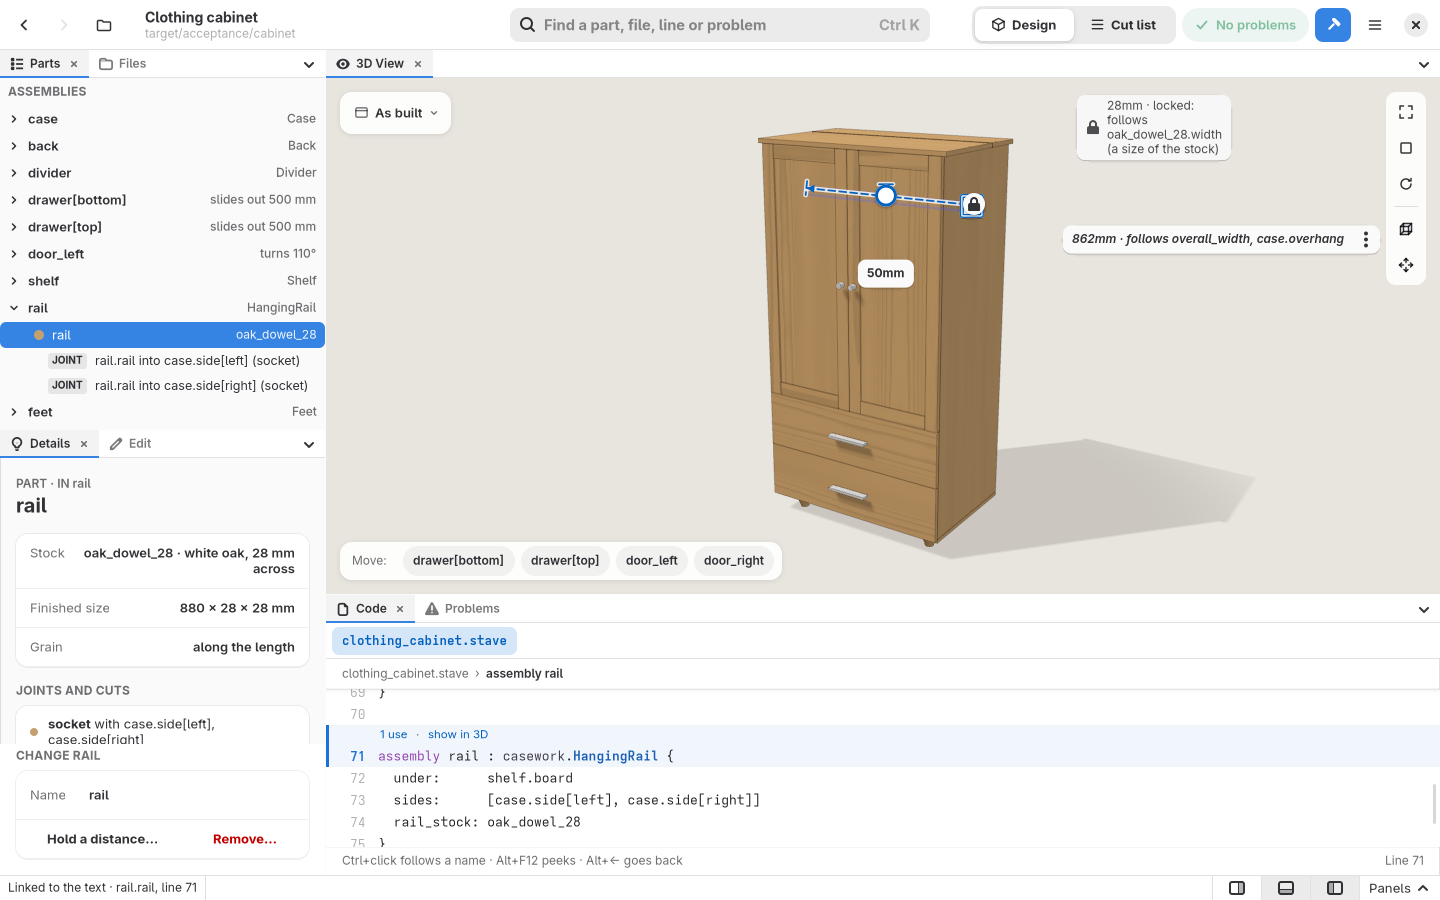 Clothing cabinet
target/acceptance/cabinet
Find a part, file, line or problem
Ctrl K
Design
Cut list
No problems
Parts
Files
3D View
ASSEMBLIES
case Case
back Back
divider Divider
drawer[bottom] slides out 500 mm
drawer[top] slides out 500 mm
door_left turns 110°
shelf Shelf
rail HangingRail
rail oak_dowel_28
JOINT rail.rail into case.side[left] (socket)
JOINT rail.rail into case.side[right] (socket)
feet Feet
As built
28mm · locked:
follows
oak_dowel_28.width
(a size of the stock)
862mm · follows overall_width, case.overhang
50mm
Move: drawer[bottom] drawer[top] door_left door_right
Details
Edit
PART · IN rail
rail
Stock oak_dowel_28 · white oak, 28 mm
across
Finished size 880 × 28 × 28 mm
Grain along the length
JOINTS AND CUTS
socket with case.side[left],
case.side[right]
CHANGE RAIL
Name rail
Hold a distance... Remove...
Code
Problems
clothing_cabinet.stave
clothing_cabinet.stave › assembly rail
69 }
70
1 use · show in 3D
71 assembly rail : casework.HangingRail {
72 under: shelf.board
73 sides: [case.side[left], case.side[right]]
74 rail_stock: oak_dowel_28
75 }
Ctrl+click follows a name · Alt+F12 peeks · Alt+← goes back
Line 71
Linked to the text · rail.rail, line 71
Panels